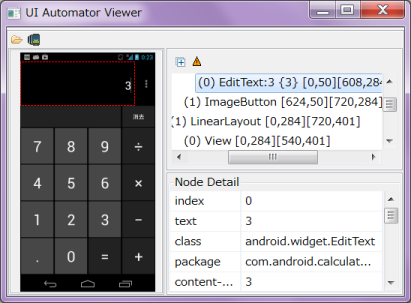 UI Automator Viewer
0:23
3
消去
7 8 9 ÷
4 5 6 ×
1 2 3 −
. 0 = +
(0) EditText:3 {3} [0,50][608,284
(1) ImageButton [624,50][720,284]
(1) LinearLayout [0,284][720,401]
(0) View [0,284][540,401]
Node Detail
index 0
text 3
class android.widget.EditText
package com.android.calculat...
content-... 3